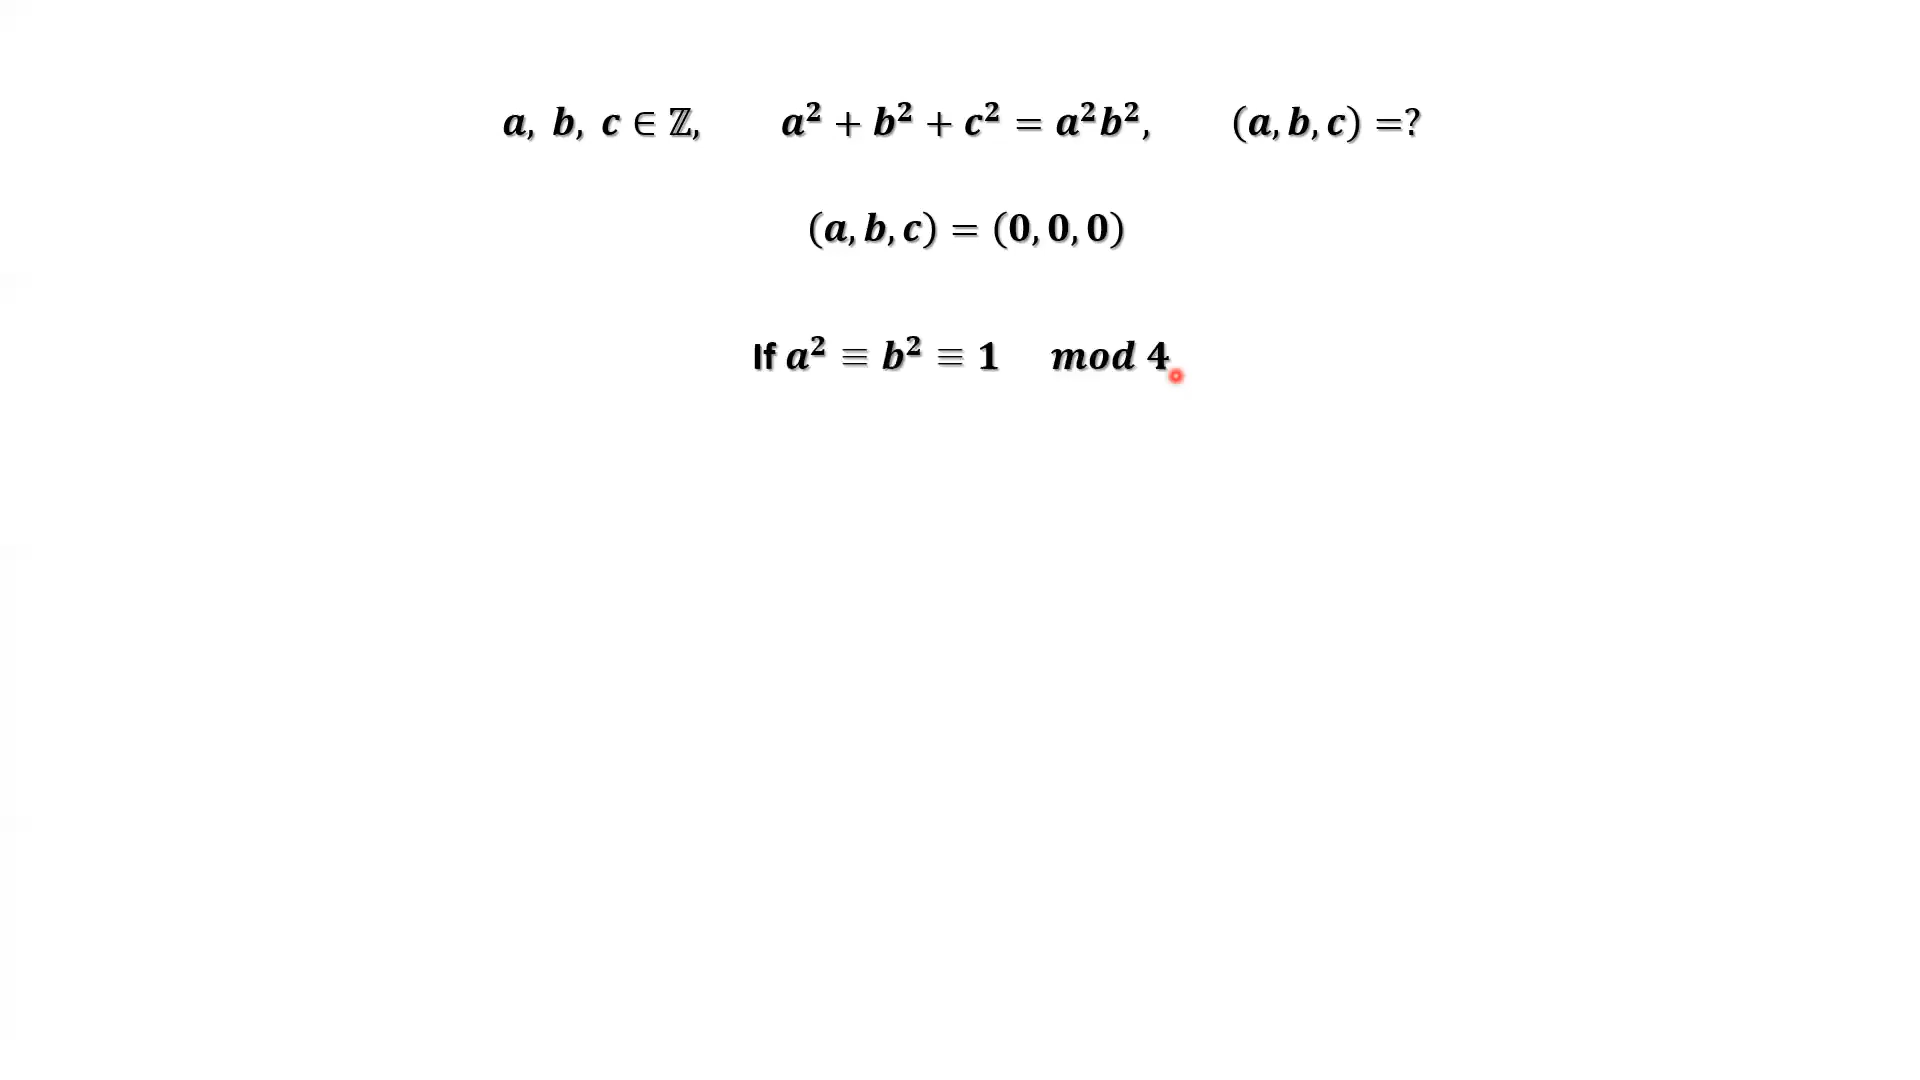 a, b, c ∈ ℤ, a² + b² + c² = a²b², (a, b, c) =?
(a, b, c) = (0, 0, 0)
If a² ≡ b² ≡ 1 mod 4